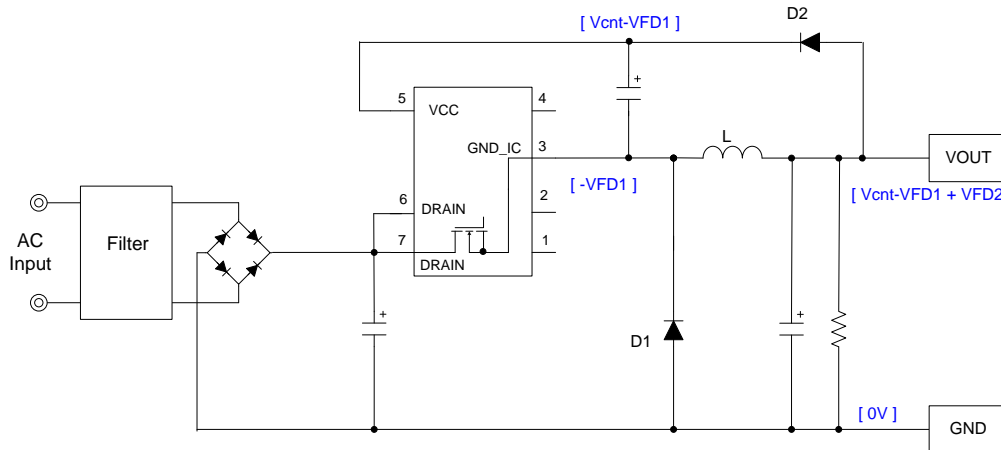 D2
[ Vcnt-VFD1 ]
5
VCC
4
GND_IC
3
L
VOUT
[ -VFD1 ]
[ Vcnt-VFD1 + VFD2
6
DRAIN
2
AC
Input
Filter
7
DRAIN
1
+
+
+
D1
[ 0V ]
GND